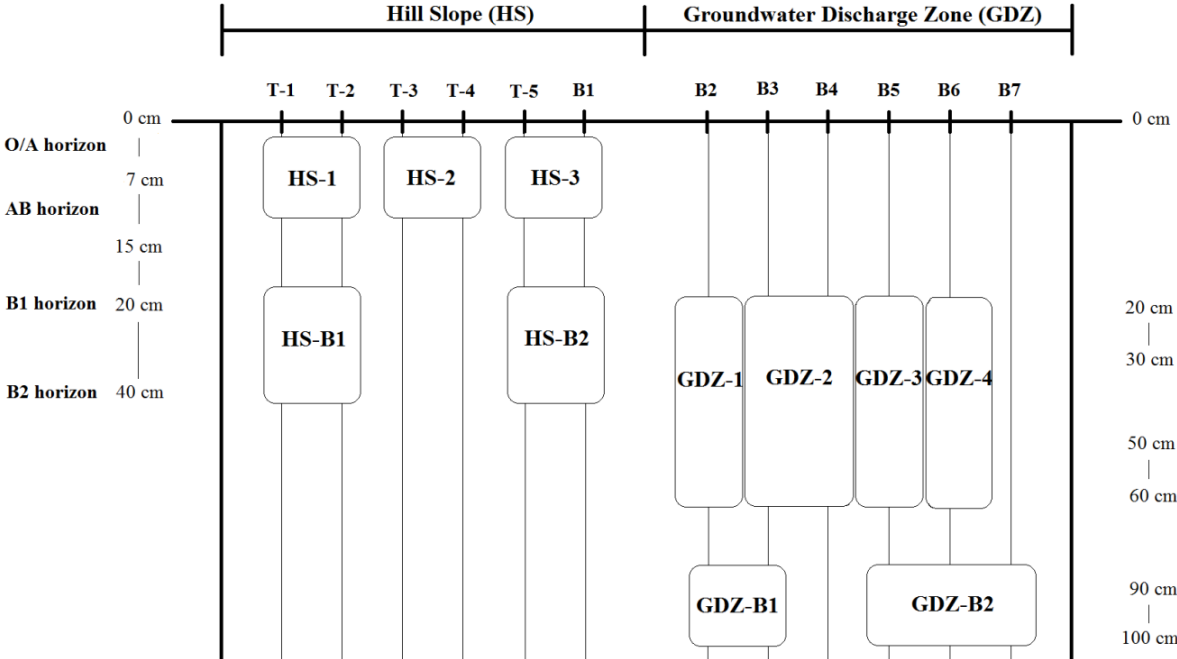 Hill Slope (HS) Groundwater Discharge Zone (GDZ)
T-1 T-2 T-3 T-4 T-5 B1 B2 B3 B4 B5 B6 B7
0 cm 0 cm
O/A horizon
HS-1 HS-2 HS-3
7 cm
AB horizon
15 cm
B1 horizon 20 cm 20 cm
HS-B1 HS-B2
30 cm
GDZ-1 GDZ-2 GDZ-3 GDZ-4
B2 horizon 40 cm
50 cm
60 cm
90 cm
GDZ-B1 GDZ-B2
100 cm